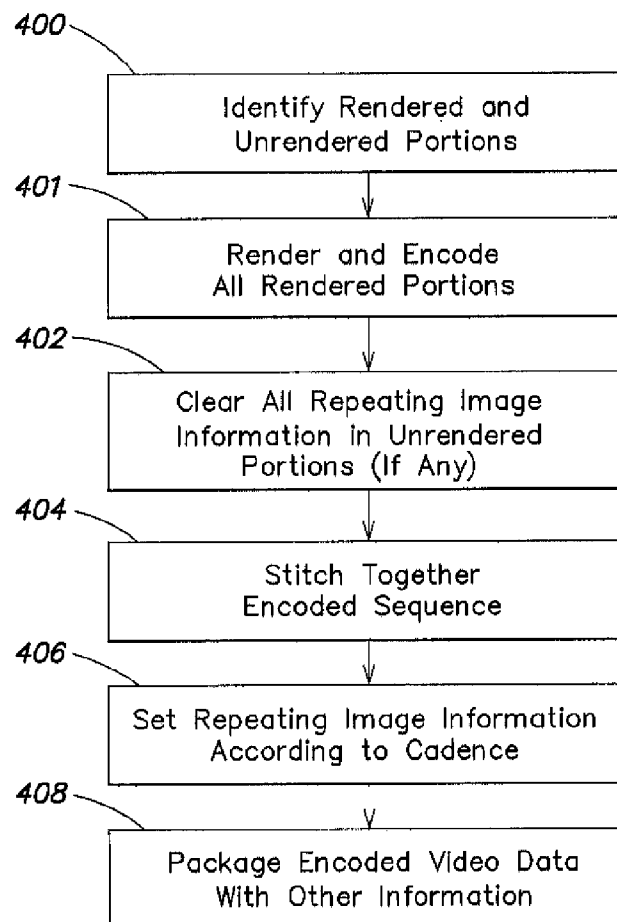 400
Identify Rendered and
Unrendered Portions
401
Render and Encode
All Rendered Portions
402
Clear All Repeating Image
Information in Unrendered
Portions (If Any)
404
Stitch Together
Encoded Sequence
406
Set Repeating Image Information
According to Cadence
408
Package Encoded Video Data
With Other Information